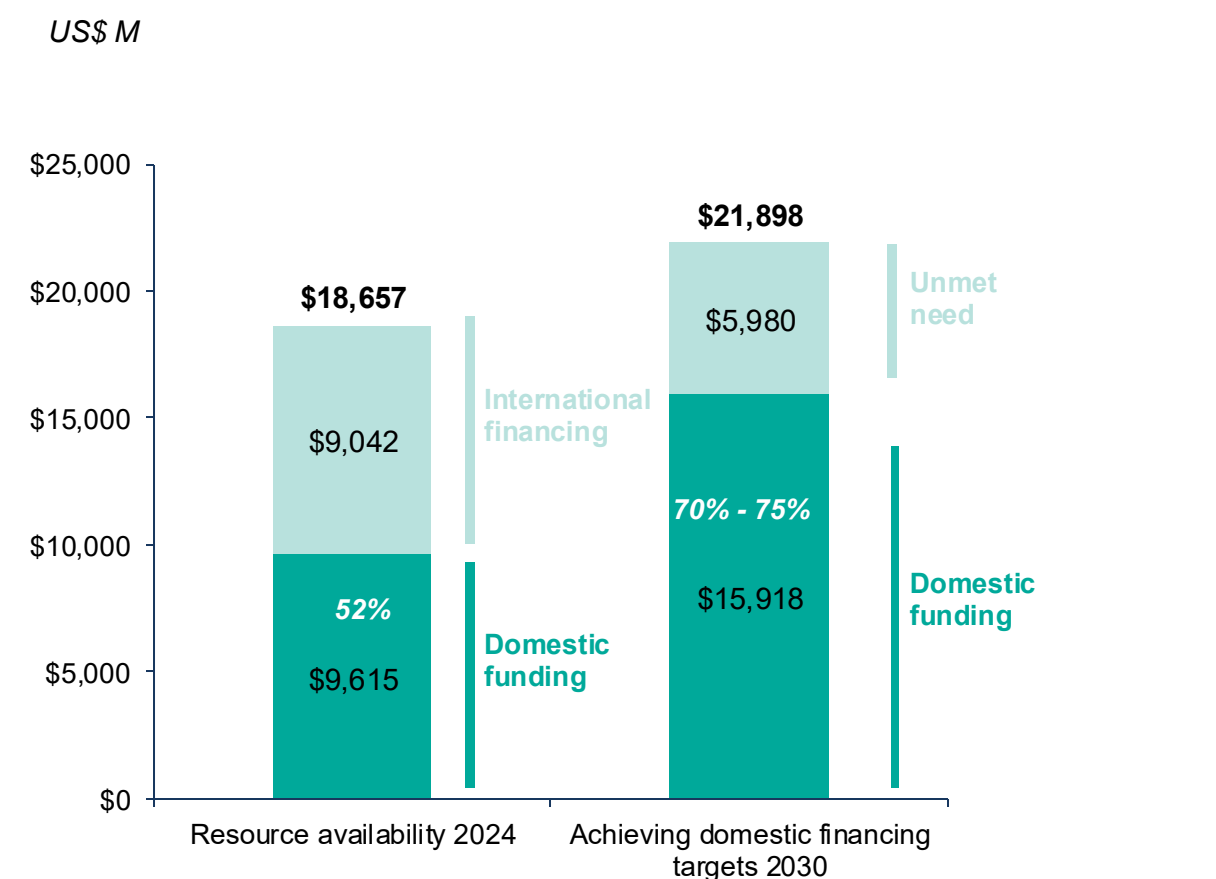 US$ M
$25,000
$20,000
$15,000
$10,000
$5,000
$0
$18,657
$9,042
52%
$9,615
International
financing
Domestic
funding
$21,898
$5,980
70% - 75%
$15,918
Unmet
need
Domestic
funding
Resource availability 2024
Achieving domestic financing
targets 2030